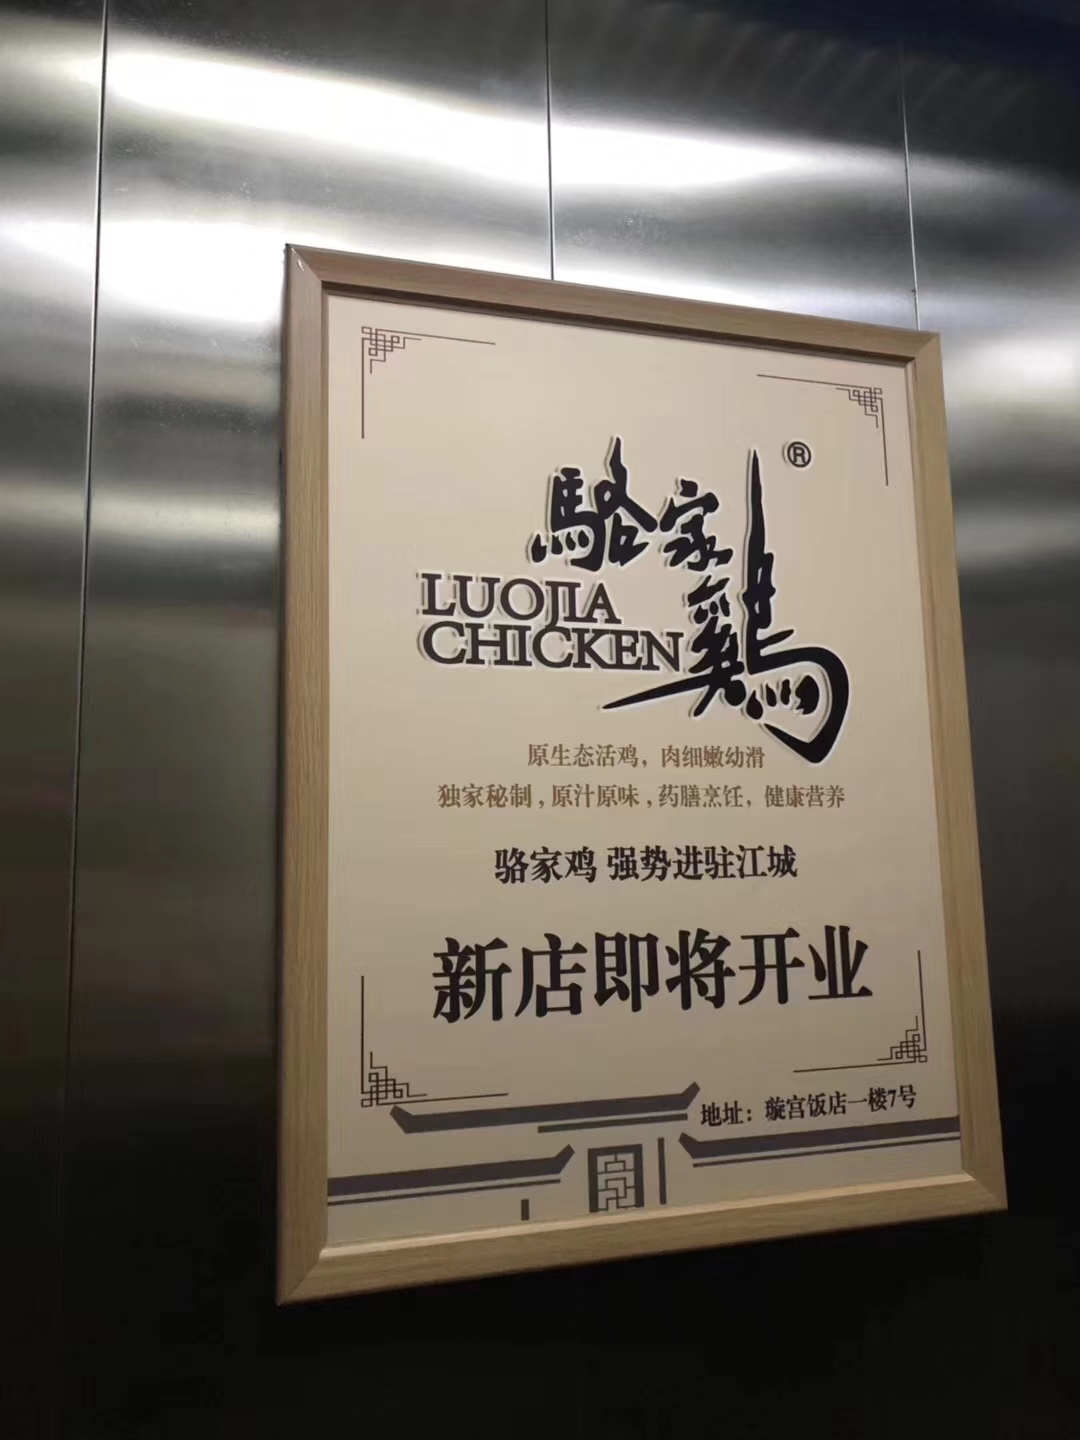 駱家鷄®
LUOJIA
CHICKEN
原生态活鸡，肉细嫩幼滑
独家秘制，原汁原味，药膳烹饪，健康营养
骆家鸡 强势进驻江城
新店即将开业
地址：璇宫饭店一楼7号